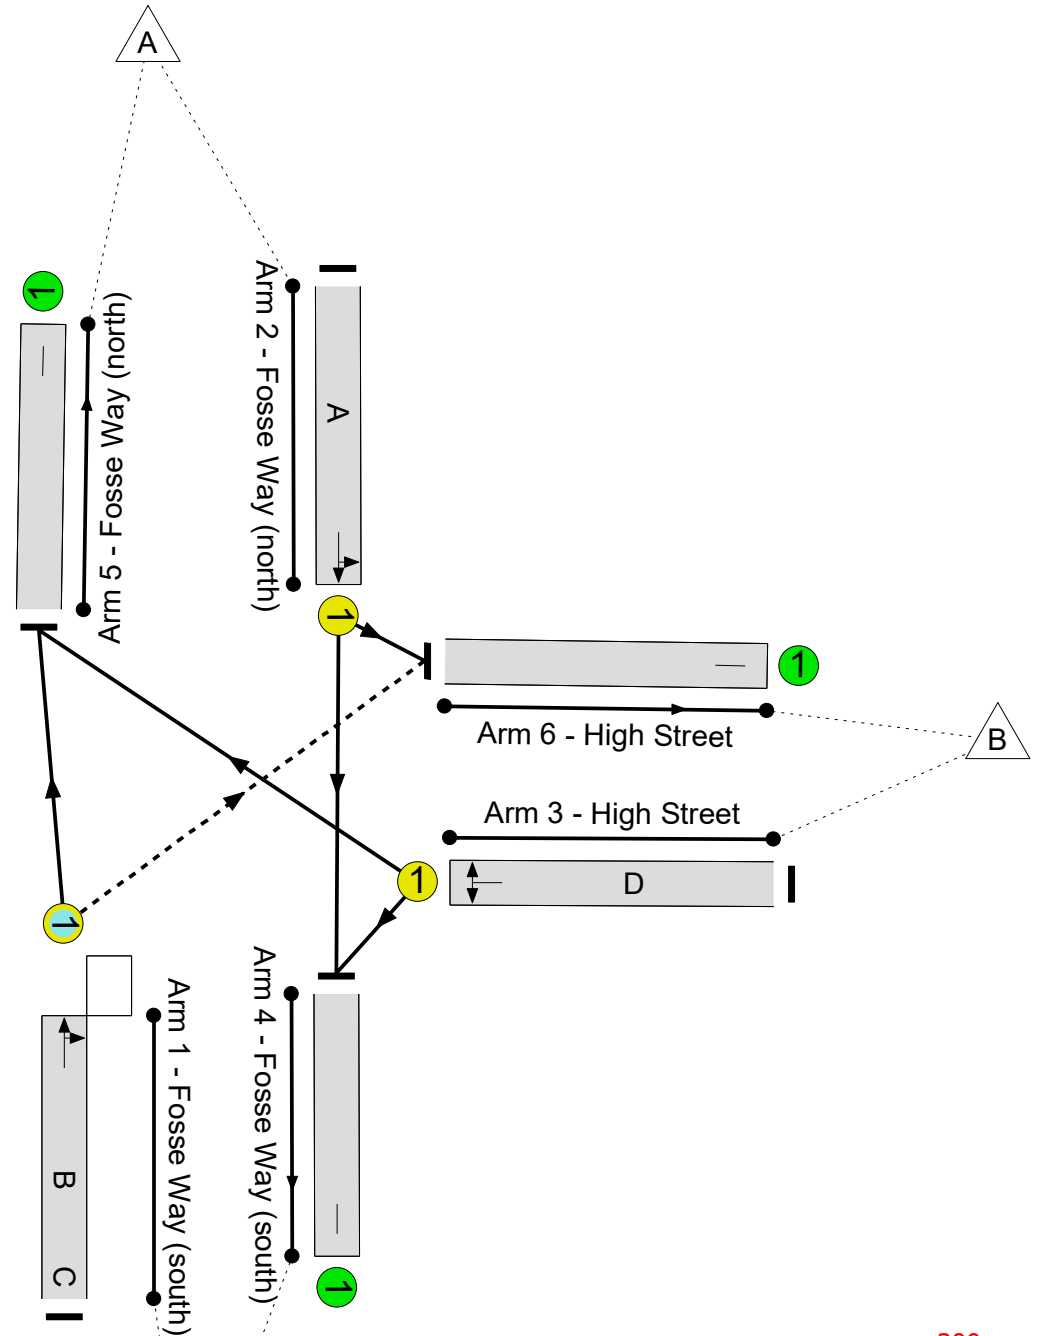 A
1
Arm 5 - Fosse Way (north)
Arm 2 - Fosse Way (north)
A
1
1
Arm 6 - High Street
B
Arm 3 - High Street
1
D
1
Arm 1 - Fosse Way (south)
B
C
Arm 4 - Fosse Way (south)
1